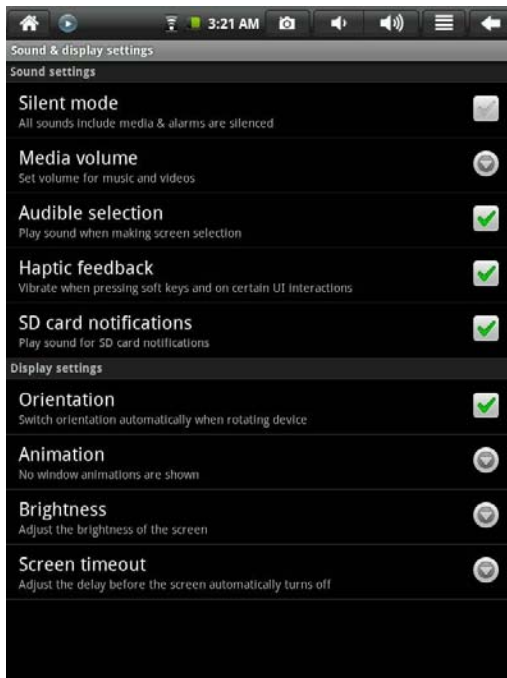 3:21 AM
Sound & display settings
Sound settings
Silent mode
All sounds include media & alarms are silenced
Media volume
Set volume for music and videos
Audible selection
Play sound when making screen selection
Haptic feedback
Vibrate when pressing soft keys and on certain UI interactions
SD card notifications
Play sound for SD card notifications
Display settings
Orientation
Switch orientation automatically when rotating device
Animation
No window animations are shown
Brightness
Adjust the brightness of the screen
Screen timeout
Adjust the delay before the screen automatically turns off